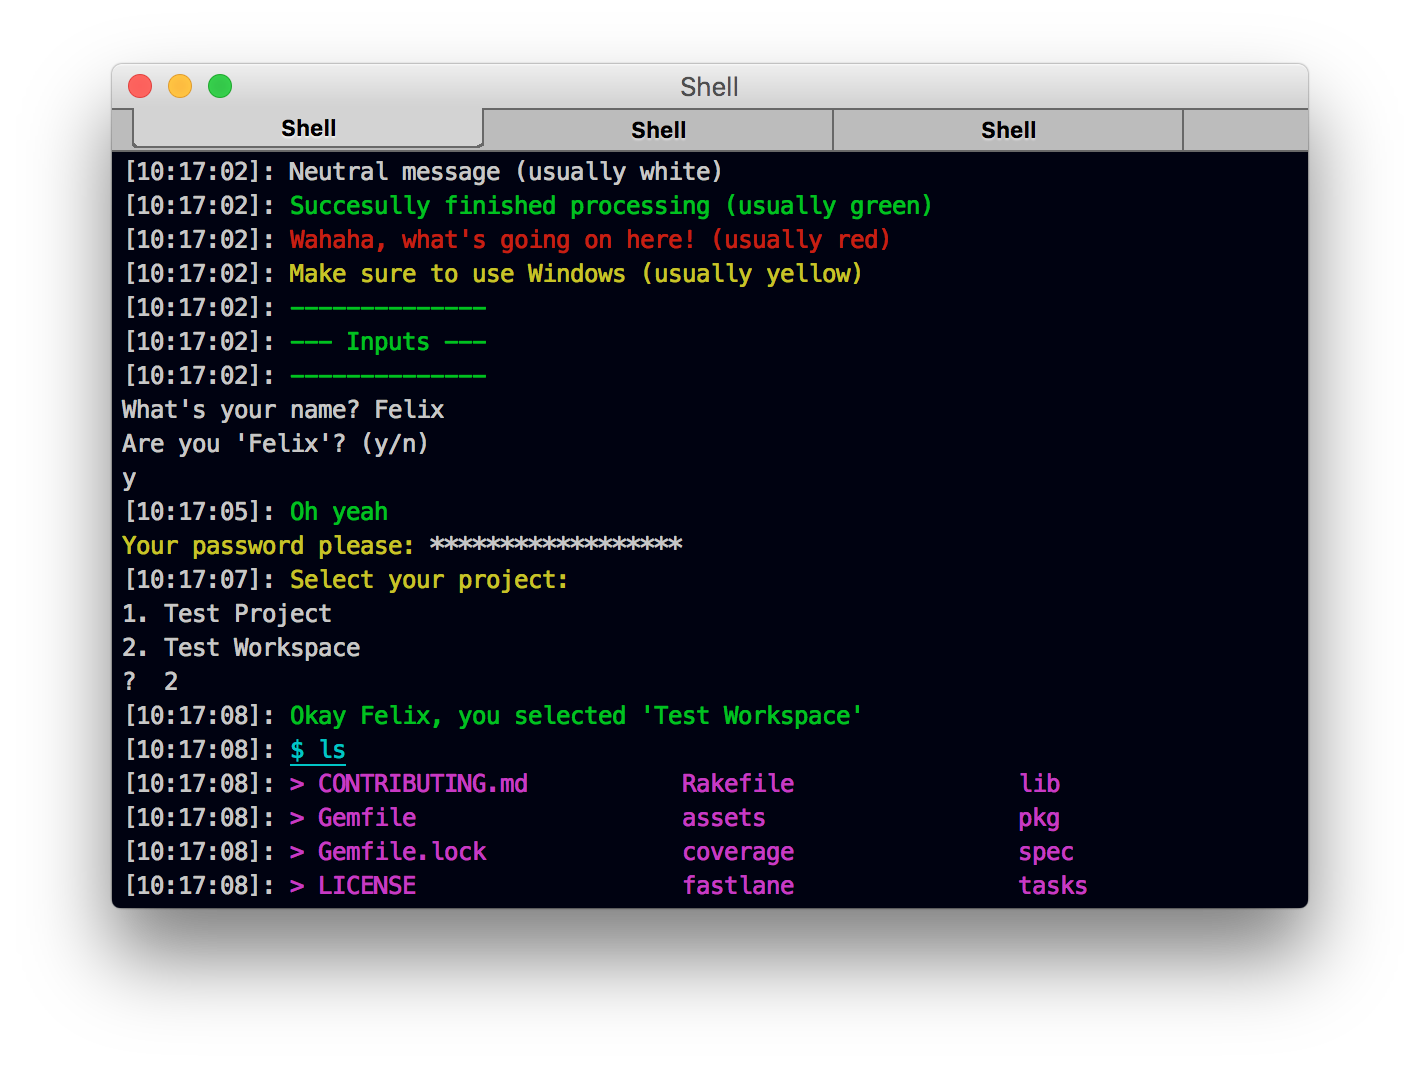 Shell
Shell Shell Shell
[10:17:02]: Neutral message (usually white)
[10:17:02]: Succesully finished processing (usually green)
[10:17:02]: Wahaha, what's going on here! (usually red)
[10:17:02]: Make sure to use Windows (usually yellow)
[10:17:02]: --------------
[10:17:02]: --- Inputs ---
[10:17:02]: --------------
What's your name? Felix
Are you 'Felix'? (y/n)
y
[10:17:05]: Oh yeah
Your password please: ******************
[10:17:07]: Select your project:
1. Test Project
2. Test Workspace
?  2
[10:17:08]: Okay Felix, you selected 'Test Workspace'
[10:17:08]: $ ls
[10:17:08]: > CONTRIBUTING.md           Rakefile                lib
[10:17:08]: > Gemfile                   assets                  pkg
[10:17:08]: > Gemfile.lock              coverage                spec
[10:17:08]: > LICENSE                   fastlane                tasks